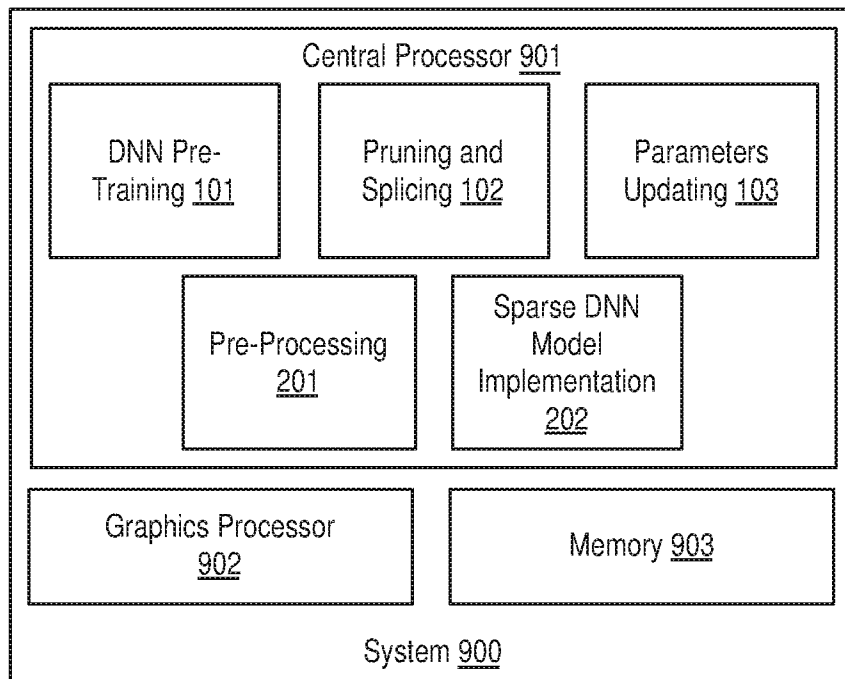 Central Processor 901
DNN Pre-
Training 101
Pruning and
Splicing 102
Parameters
Updating 103
Pre-Processing
201
Sparse DNN
Model
Implementation
202
Graphics Processor
902
Memory 903
System 900